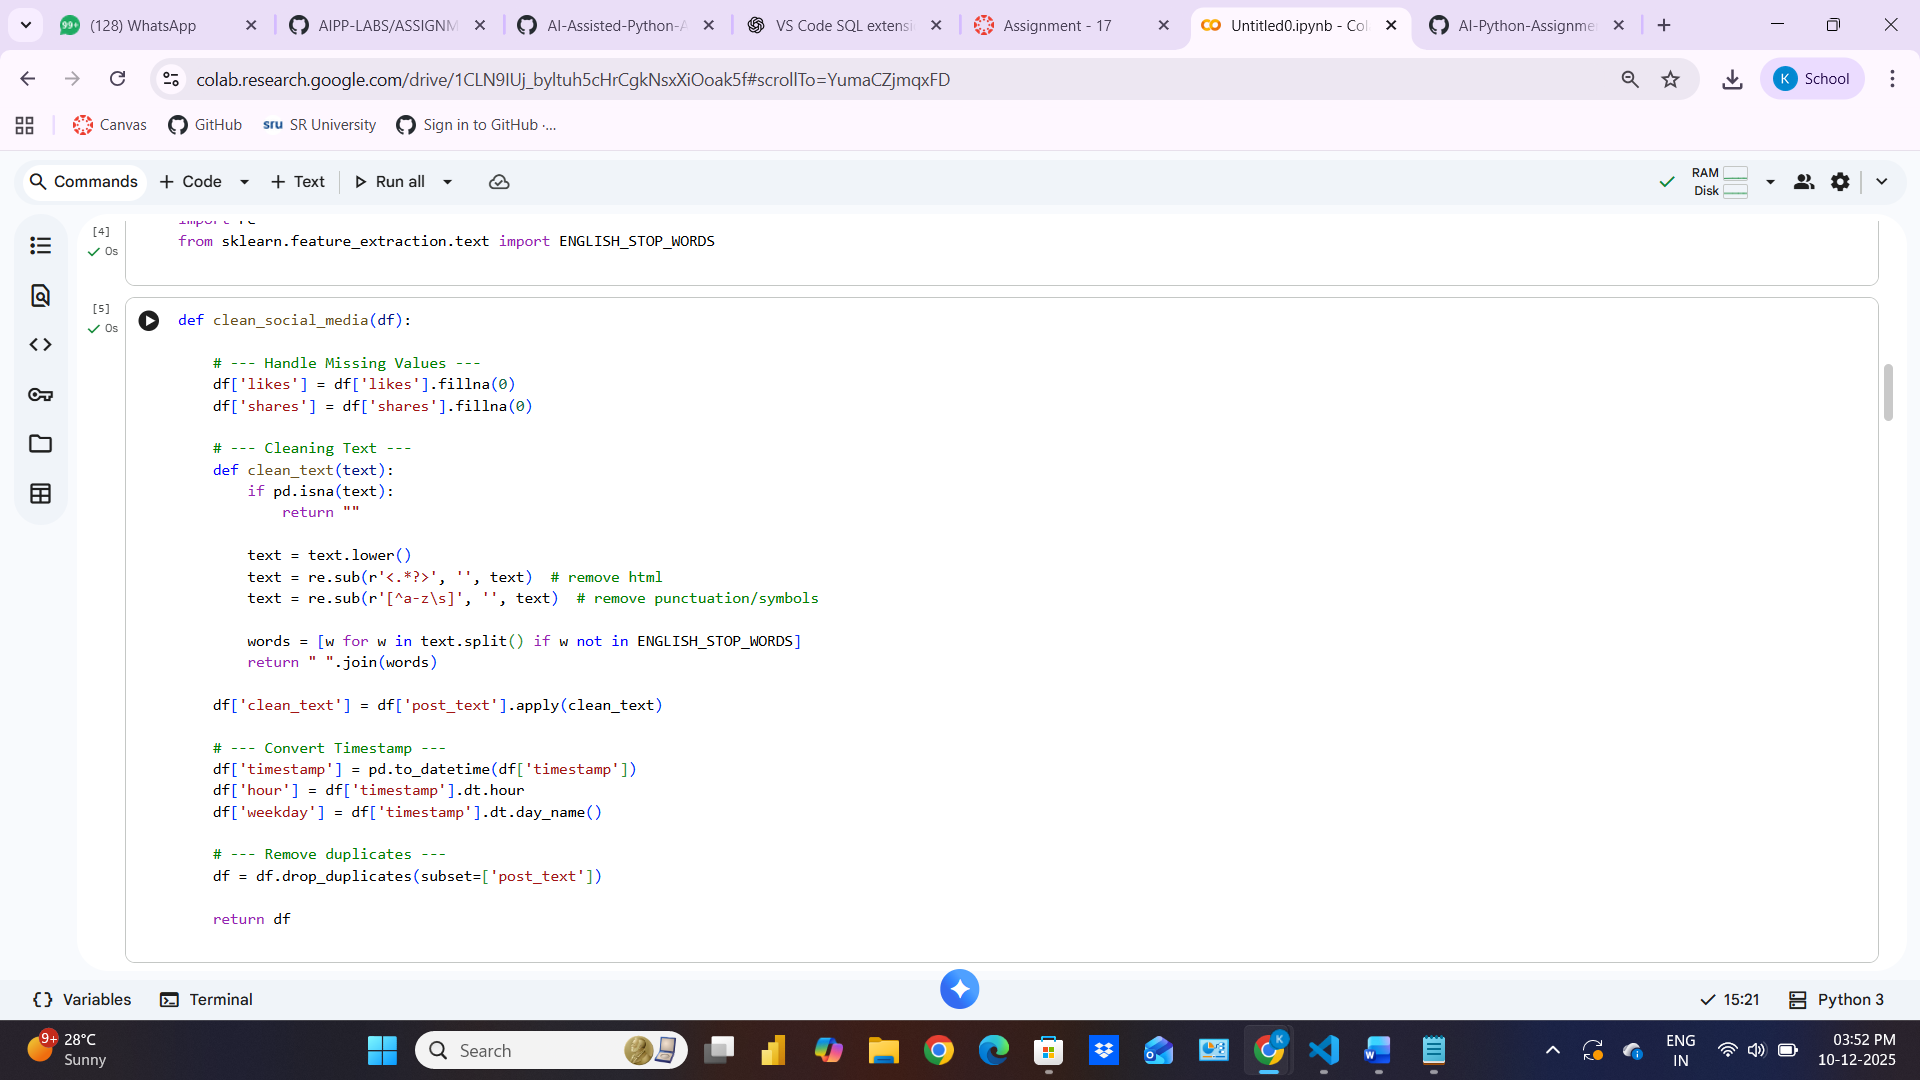 (128) WhatsApp
AIPP-LABS/ASSIGNM
AI-Assisted-Python-A
VS Code SQL extensi
Assignment - 17
Untitled0.ipynb - Col
AI-Python-Assignme
colab.research.google.com/drive/1CLN9IUj_byltuh5cHrCgkNsxXiOoak5f#scrollTo=YumaCZjmqxFD
K School
Canvas
GitHub
sru SR University
Sign in to GitHub ·...
Commands
+ Code
+ Text
Run all
RAM
Disk
[4]
0s
import re
from sklearn.feature_extraction.text import ENGLISH_STOP_WORDS
[5]
0s
def clean_social_media(df):
# --- Handle Missing Values ---
df['likes'] = df['likes'].fillna(0)
df['shares'] = df['shares'].fillna(0)
# --- Cleaning Text ---
def clean_text(text):
if pd.isna(text):
return ""
text = text.lower()
text = re.sub(r'<.*?>', '', text)  # remove html
text = re.sub(r'[^a-z\s]', '', text)  # remove punctuation/symbols
words = [w for w in text.split() if w not in ENGLISH_STOP_WORDS]
return " ".join(words)
df['clean_text'] = df['post_text'].apply(clean_text)
# --- Convert Timestamp ---
df['timestamp'] = pd.to_datetime(df['timestamp'])
df['hour'] = df['timestamp'].dt.hour
df['weekday'] = df['timestamp'].dt.day_name()
# --- Remove duplicates ---
df = df.drop_duplicates(subset=['post_text'])
return df
Variables
Terminal
15:21
Python 3
9+
28°C
Sunny
Search
ENG
IN
03:52 PM
10-12-2025